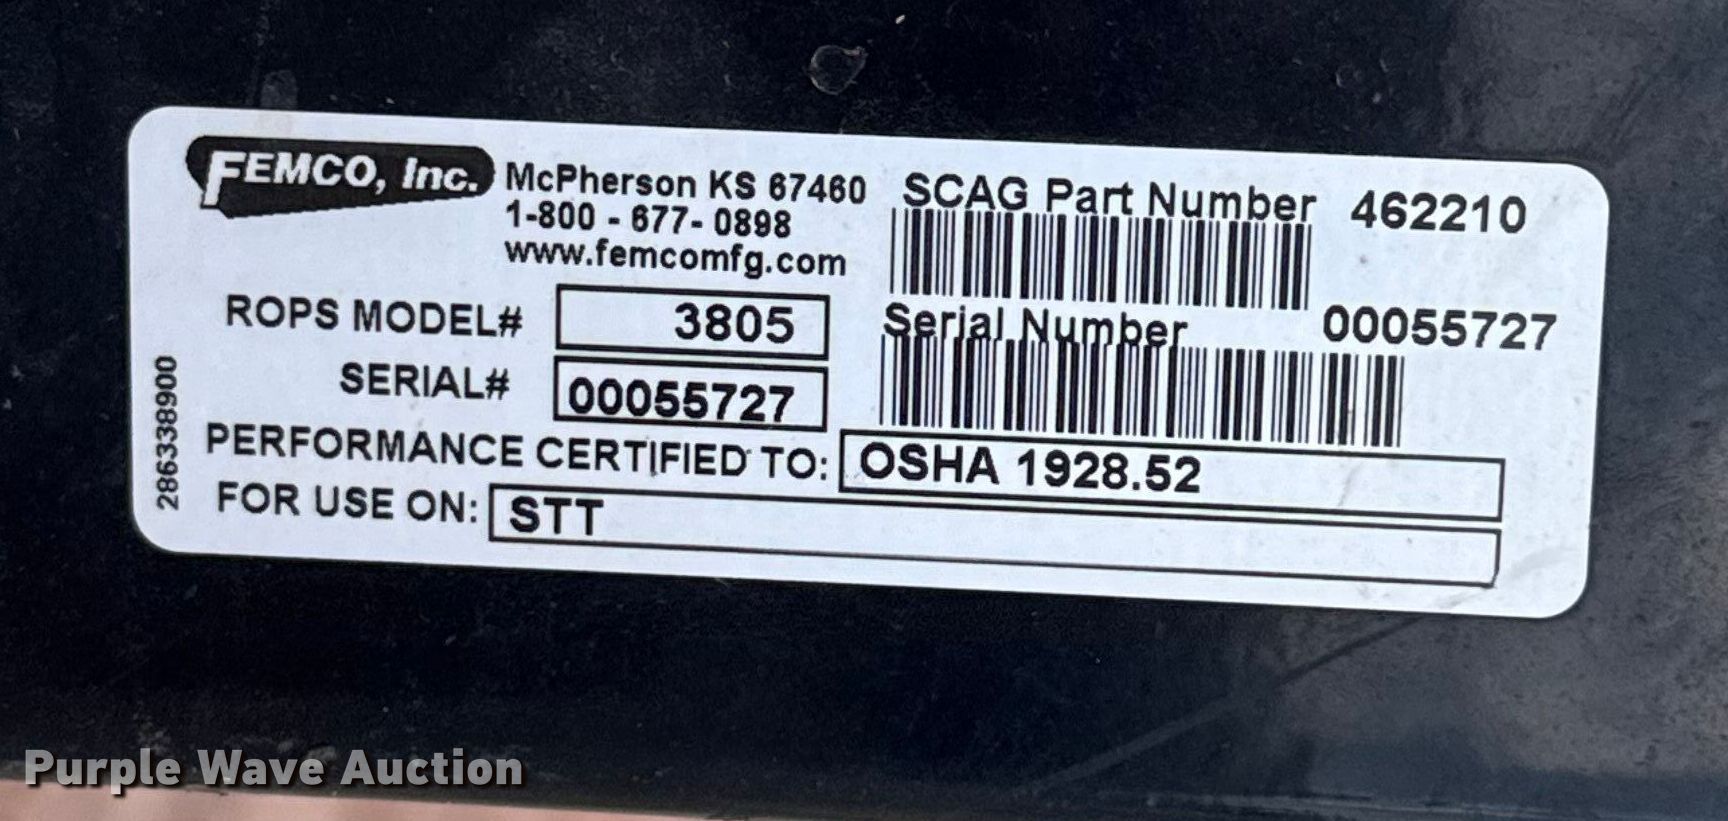 FEMCO, Inc.
McPherson KS 67460
1-800 - 677- 0898
www.femcomfg.com
SCAG Part Number 462210
Serial Number 00055727
ROPS MODEL# 3805
SERIAL# 00055727
PERFORMANCE CERTIFIED TO: OSHA 1928.52
FOR USE ON: STT
286338900
Purple Wave Auction